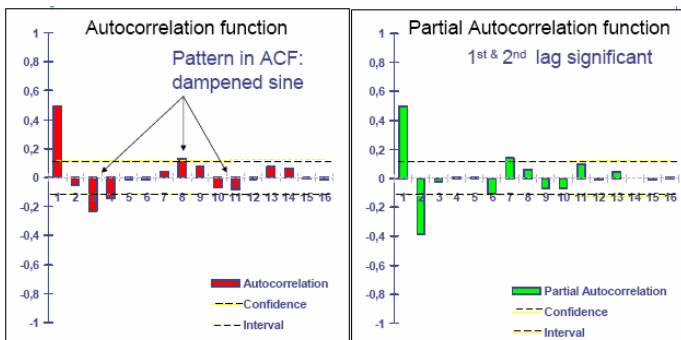 Autocorrelation function
Pattern in ACF:
dampened sine
1
0,8
0,6
0,4
0,2
0
-0,2
-0,4
-0,6
-0,8
-1
1 2 3 4 5 6 7 8 9 10 11 12 13 14 15 16
Autocorrelation
Confidence
Interval
Partial Autocorrelation function
1st & 2nd lag significant
1
0,8
0,6
0,4
0,2
0
-0,2
-0,4
-0,6
-0,8
-1
1 2 3 4 5 6 7 8 9 10 11 12 13 14 15 16
Partial Autocorrelation
Confidence
Interval